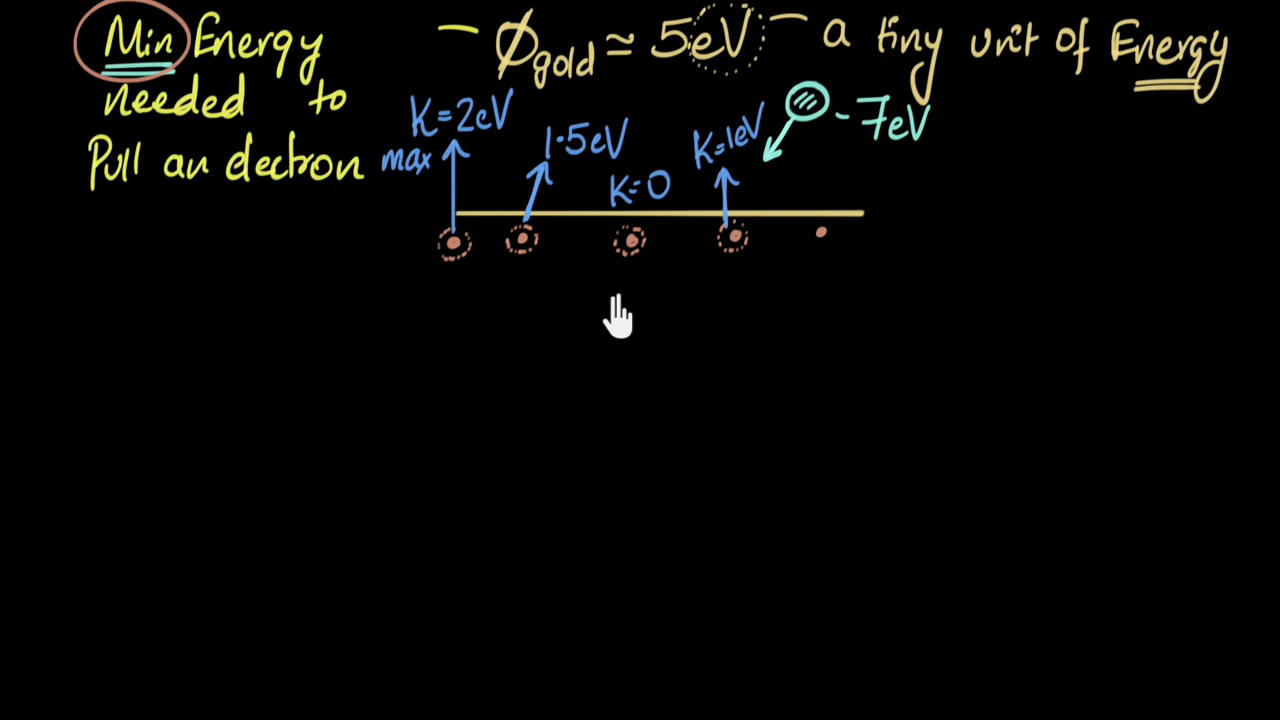 Min Energy
needed to
Pull an electron
– ϕgold ≃ 5eV – a tiny unit of Energy
K=2eV
max
1.5eV
K=0
K=1eV
- 7eV